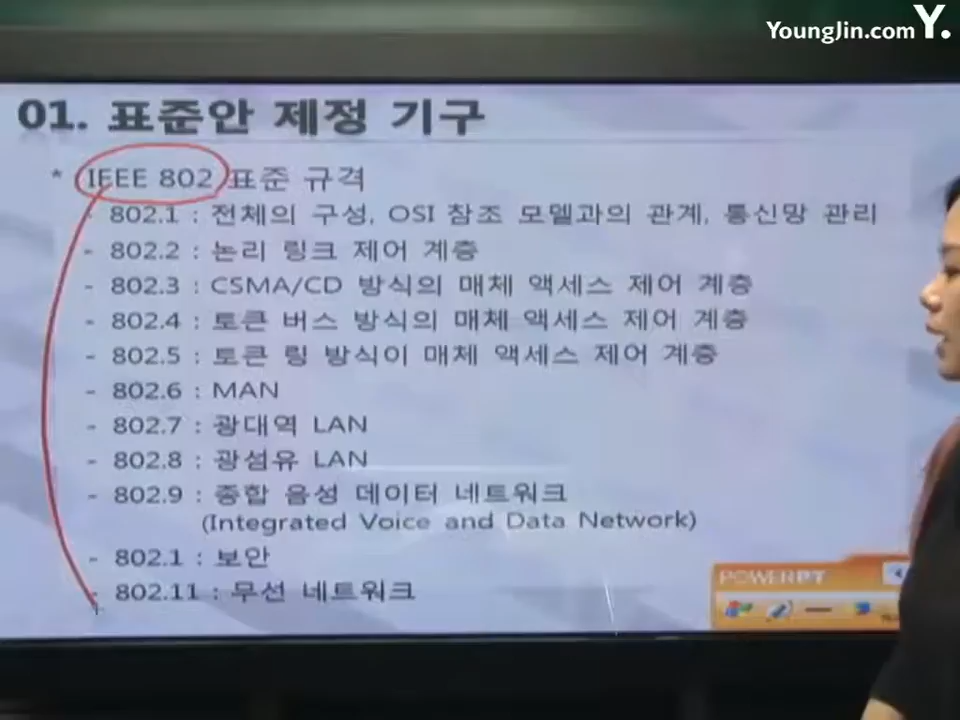 YoungJin.com Y.
01. 표준안 제정 기구
* IEEE 802 표준 규격
- 802.1 : 전체의 구성, OSI 참조 모델과의 관계, 통신망 관리
- 802.2 : 논리 링크 제어 계층
- 802.3 : CSMA/CD 방식의 매체 액세스 제어 계층
- 802.4 : 토큰 버스 방식의 매체 액세스 제어 계층
- 802.5 : 토큰 링 방식이 매체 액세스 제어 계층
- 802.6 : MAN
- 802.7 : 광대역 LAN
- 802.8 : 광섬유 LAN
- 802.9 : 종합 음성 데이터 네트워크
(Integrated Voice and Data Network)
- 802.1 : 보안
- 802.11 : 무선 네트워크
POWERPT